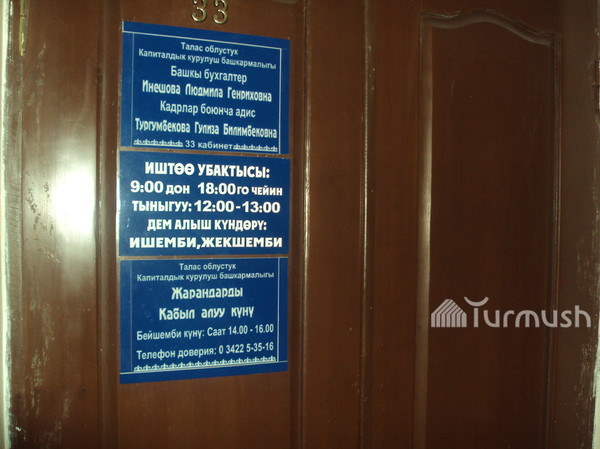 33
Талас облустук
Капиталдык курулуш башкармалыгы
Башкы бухгалтер
Инешова Людмила Генриховна
Кадрлар боюнча адис
Тургумбекова Гулиза Билимбековна
33 кабинет
ИШТӨӨ УБАКТЫСЫ:
9:00 ДОН 18:00ГО ЧЕЙИН
ТЫНЫГУУ: 12:00-13:00
ДЕМ АЛЫШ КҮНДӨРҮ:
ИШЕМБИ,ЖЕКШЕМБИ
Талас облустук
Капиталдык курулуш башкармалыгы
Жарандарды
Кабыл алуу күнү
Бейшемби күнү: Саат 14.00 - 16.00
Телефон доверия: 0 3422 5-35-16
Turmush